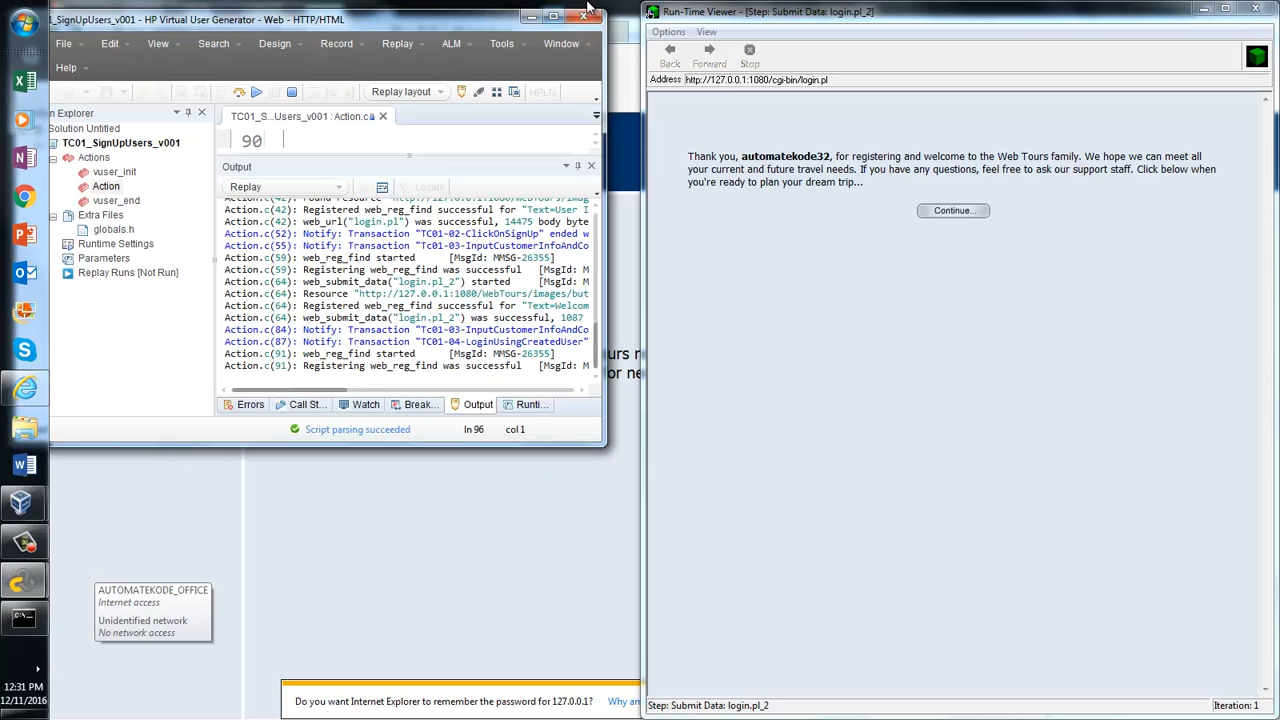 1_SignUpUsers_v001 - HP Virtual User Generator - Web - HTTP/HTML
File Edit View Search Design Record Replay ALM Tools Window
Help
Replay layout
HPLN
en Explorer
Solution Untitled
TC01_SignUpUsers_v001
Actions
vuser_init
Action
vuser_end
Extra Files
globals.h
Runtime Settings
Parameters
Replay Runs [Not Run]
TC01_S...Users_v001 : Action.c
90
Output
Replay
Locate
Action.c(42): Registered web_reg_find successful for "Text=User I
Action.c(42): web_url("login.pl") was successful, 14475 body byte
Action.c(52): Notify: Transaction "TC01-02-ClickOnSignUp" ended w
Action.c(55): Notify: Transaction "TC01-03-InputCustomerInfoAndCo
Action.c(59): web_reg_find started [MsgId: MMSG-26355]
Action.c(59): Registering web_reg_find was successful [MsgId: M
Action.c(64): web_submit_data("login.pl_2") started [MsgId: M
Action.c(64): Resource "http://127.0.0.1:1080/WebTours/images/but
Action.c(64): Registered web_reg_find successful for "Text=Welcom
Action.c(64): web_submit_data("login.pl_2") was successful, 1087
Action.c(84): Notify: Transaction "TC01-03-InputCustomerInfoAndCo
Action.c(87): Notify: Transaction "TC01-04-LoginUsingCreatedUser"
Action.c(91): web_reg_find started [MsgId: MMSG-26355]
Action.c(91): Registering web_reg_find was successful [MsgId: M
Errors Call St... Watch Break... Output Runti...
Script parsing succeeded ln 96 col 1
Run-Time Viewer - [Step: Submit Data: login.pl_2]
Options View
Back Forward Stop
Address http://127.0.0.1:1080/cgi-bin/login.pl
Thank you, automatekode32, for registering and welcome to the Web Tours family. We hope we can meet all
your current and future travel needs. If you have any questions, feel free to ask our support staff. Click below when
you're ready to plan your dream trip...
Continue...
Step: Submit Data: login.pl_2 Iteration: 1
urs r
or ne
AUTOMATEKODE_OFFICE
Internet access
Unidentified network
No network access
Do you want Internet Explorer to remember the password for 127.0.0.1? Why an
12:31 PM
12/11/2016